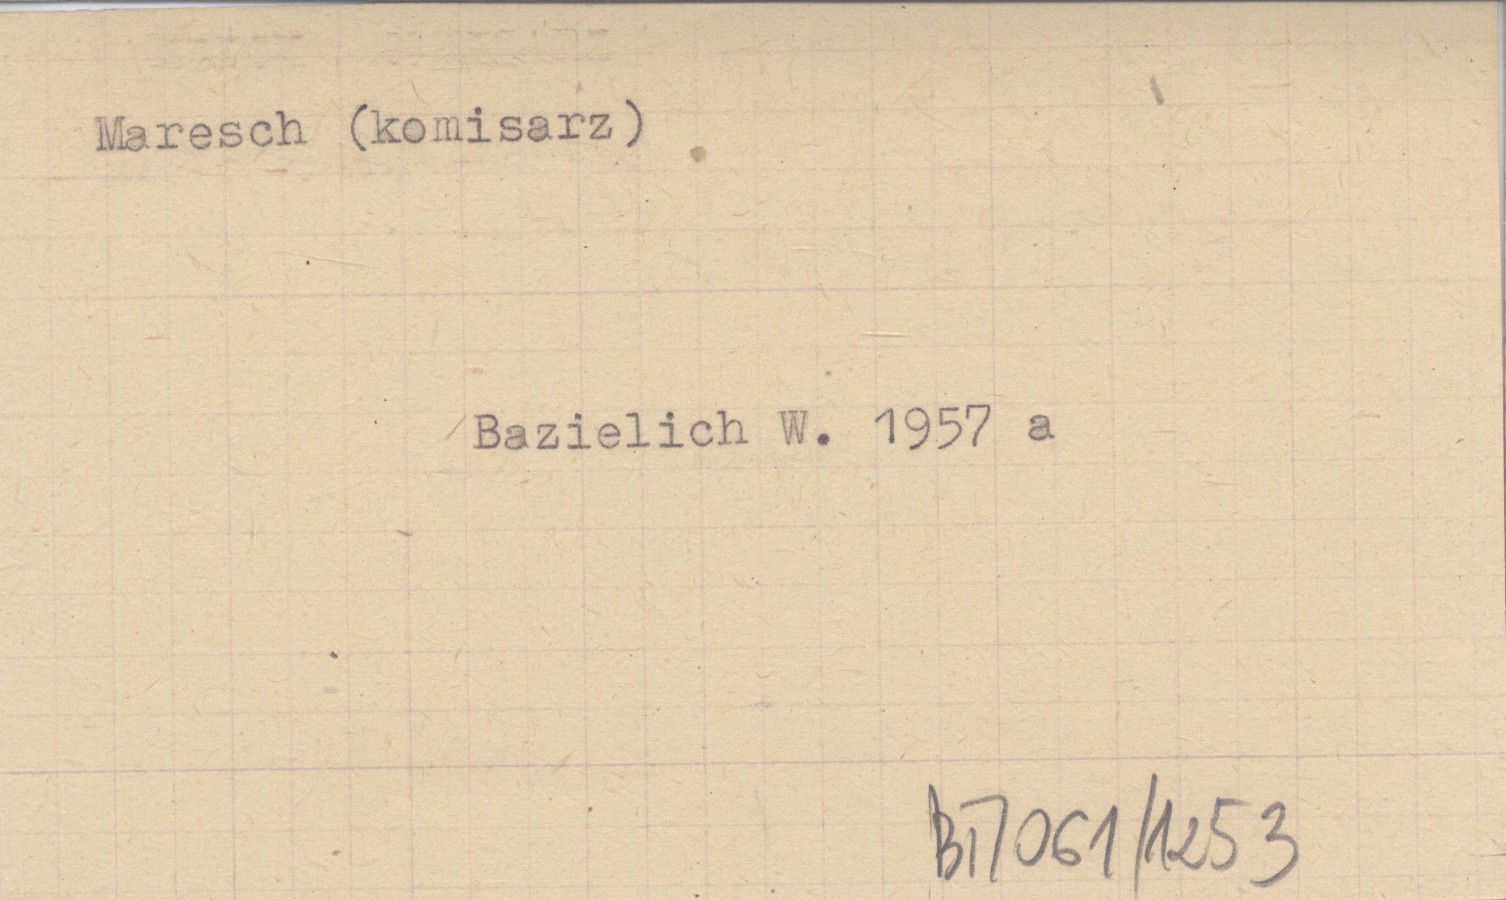 Maresch (komisarz)
Bazielich W. 1957 a
BI7061/1253